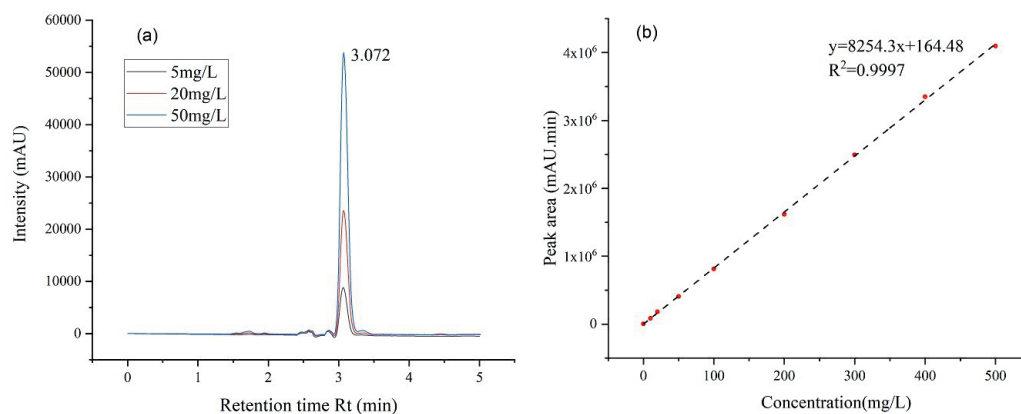 (a)
3.072
5mg/L
20mg/L
50mg/L
60000
50000
40000
30000
20000
10000
0
Intensity (mAU)
0 1 2 3 4 5
Retention time Rt (min)
(b)
y=8254.3x+164.48
R²=0.9997
4x10⁶
3x10⁶
2x10⁶
1x10⁶
0
Peak area (mAU.min)
0 100 200 300 400 500
Concentration(mg/L)